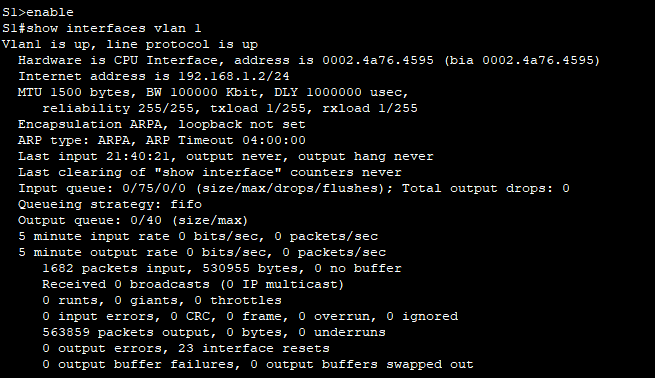 S1>enable
S1#show interfaces vlan 1
Vlan1 is up, line protocol is up
Hardware is CPU Interface, address is 0002.4a76.4595 (bia 0002.4a76.4595)
Internet address is 192.168.1.2/24
MTU 1500 bytes, BW 100000 Kbit, DLY 1000000 usec,
reliability 255/255, txload 1/255, rxload 1/255
Encapsulation ARPA, loopback not set
ARP type: ARPA, ARP Timeout 04:00:00
Last input 21:40:21, output never, output hang never
Last clearing of "show interface" counters never
Input queue: 0/75/0/0 (size/max/drops/flushes); Total output drops: 0
Queueing strategy: fifo
Output queue: 0/40 (size/max)
5 minute input rate 0 bits/sec, 0 packets/sec
5 minute output rate 0 bits/sec, 0 packets/sec
1682 packets input, 530955 bytes, 0 no buffer
Received 0 broadcasts (0 IP multicast)
0 runts, 0 giants, 0 throttles
0 input errors, 0 CRC, 0 frame, 0 overrun, 0 ignored
563859 packets output, 0 bytes, 0 underruns
0 output errors, 23 interface resets
0 output buffer failures, 0 output buffers swapped out